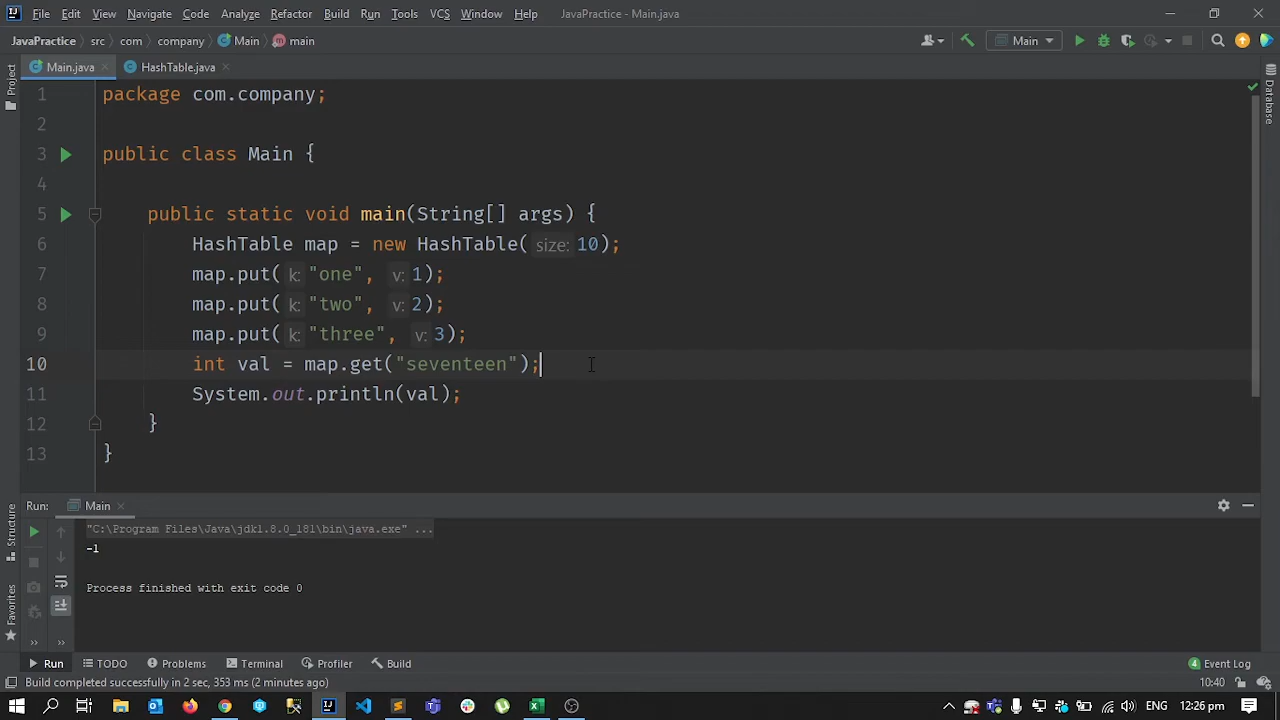 File Edit View Navigate Code Analyze Refactor Build Run Tools VCS Window Help JavaPractice - Main.java
JavaPractice src com company Main main Main
Main.java HashTable.java
Project
Database
1 package com.company;
2
3 public class Main {
4
5 public static void main(String[] args) {
6 HashTable map = new HashTable( size: 10);
7 map.put( k: "one", v: 1);
8 map.put( k: "two", v: 2);
9 map.put( k: "three", v: 3);
10 int val = map.get("seventeen");
11 System.out.println(val);
12 }
13 }
Structure
Favorites
Run: Main
"C:\Program Files\Java\jdk1.8.0_181\bin\java.exe" ...
-1
Process finished with exit code 0
Run TODO Problems Terminal Profiler Build 4 Event Log
Build completed successfully in 2 sec, 353 ms (2 minutes ago) 10:40
ENG 12:26 pm